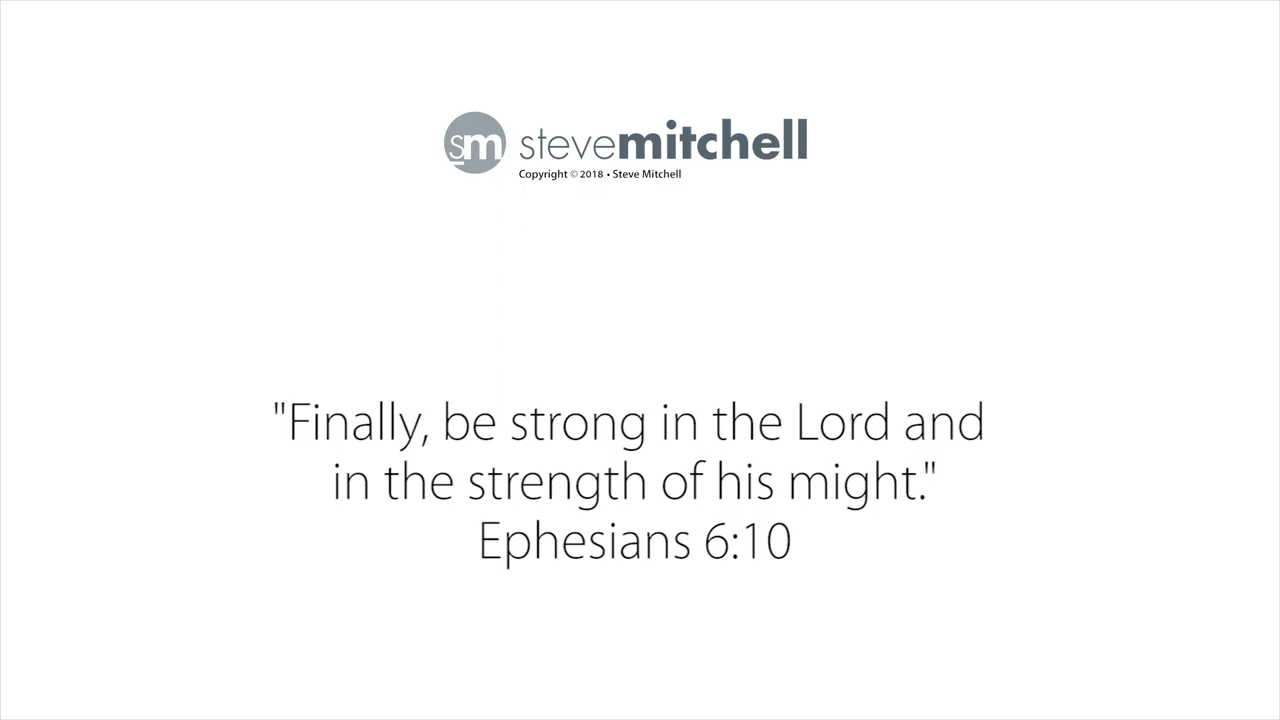 sm stevemitchell
Copyright © 2018 • Steve Mitchell
"Finally, be strong in the Lord and
in the strength of his might."
Ephesians 6:10